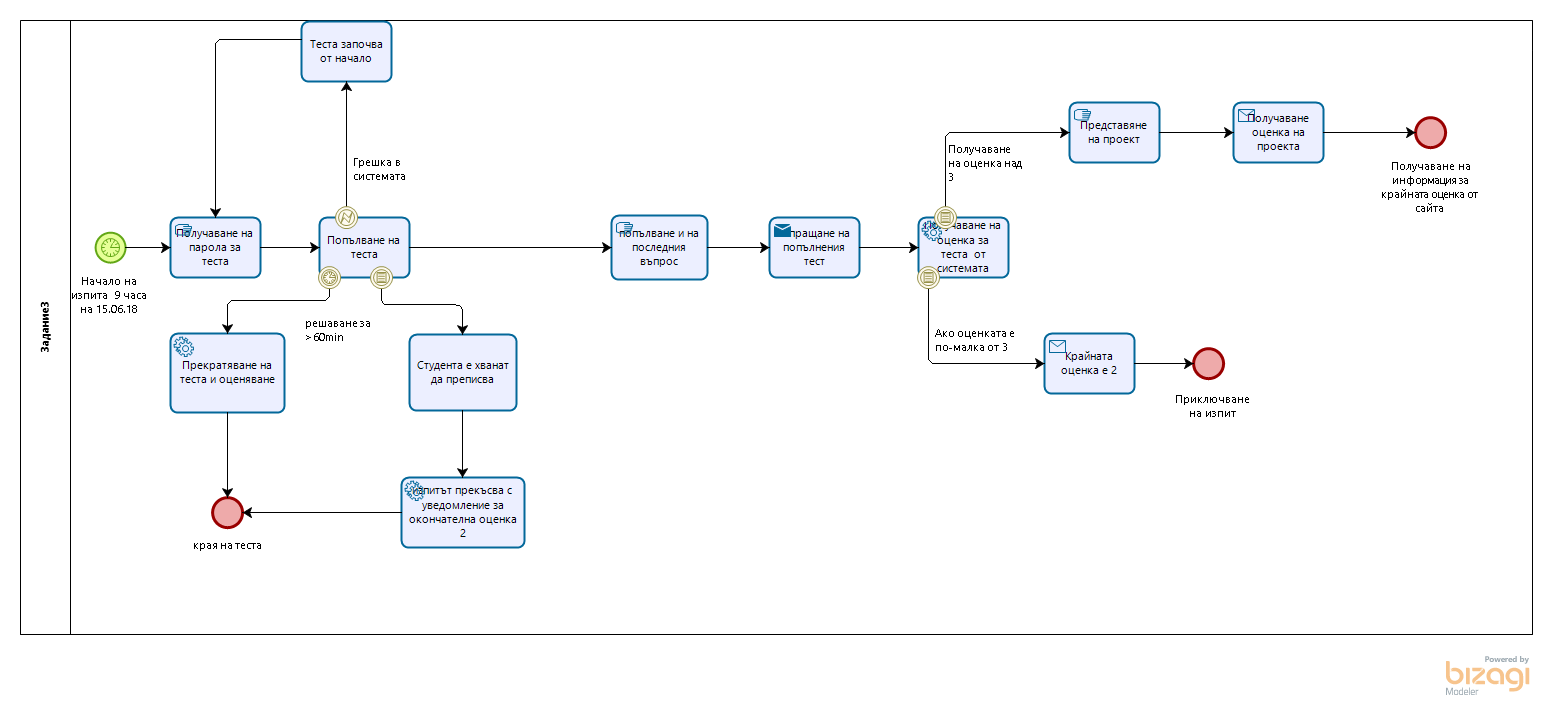 Задание3
Теста започва
от начало
Грешка в
системата
Начало на
изпита 9 часа
на 15.06.18
Получаване на
парола за
теста
Попълване на
теста
решаване за
> 60min
Прекратяване на
теста и оценяване
Студента е хванат
да преписва
изпитът прекъсва с
уведомление за
окончателна оценка
2
края на теста
попълване и на
последния
въпрос
пращане на
попълнения
тест
Получаване на
оценка за
теста от
системата
Получаване
на оценка над
3
Представяне
на проект
Получаване
оценка на
проекта
Получаване на
информация за
крайната оценка от
сайта
Ако оценката е
по-малка от 3
Крайната
оценка е 2
Приключване
на изпит
Powered by
bizagi
Modeler